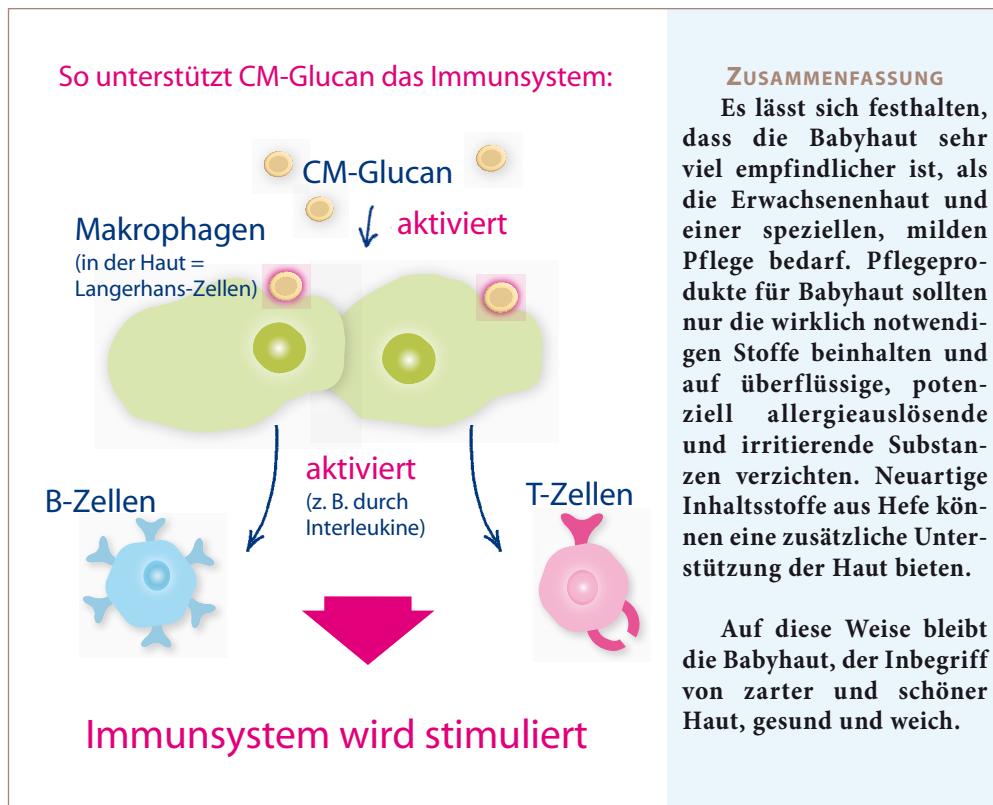 So unterstützt CM-Glucan das Immunsystem:
CM-Glucan
aktiviert
Makrophagen
(in der Haut =
Langerhans-Zellen)
aktiviert
(z. B. durch
Interleukine)
B-Zellen
T-Zellen
Immunsystem wird stimuliert
ZUSAMMENFASSUNG
Es lässt sich festhalten,
dass die Babyhaut sehr
viel empfindlicher ist, als
die Erwachsenenhaut und
einer speziellen, milden
Pflege bedarf. Pflegepro-
dukte für Babyhaut sollten
nur die wirklich notwendi-
gen Stoffe beinhalten und
auf überflüssige, poten-
ziell allergieauslösende
und irritierende Substan-
zen verzichten. Neuartige
Inhaltsstoffe aus Hefe kön-
nen eine zusätzliche Unter-
stützung der Haut bieten.
Auf diese Weise bleibt
die Babyhaut, der Inbegriff
von zarter und schöner
Haut, gesund und weich.